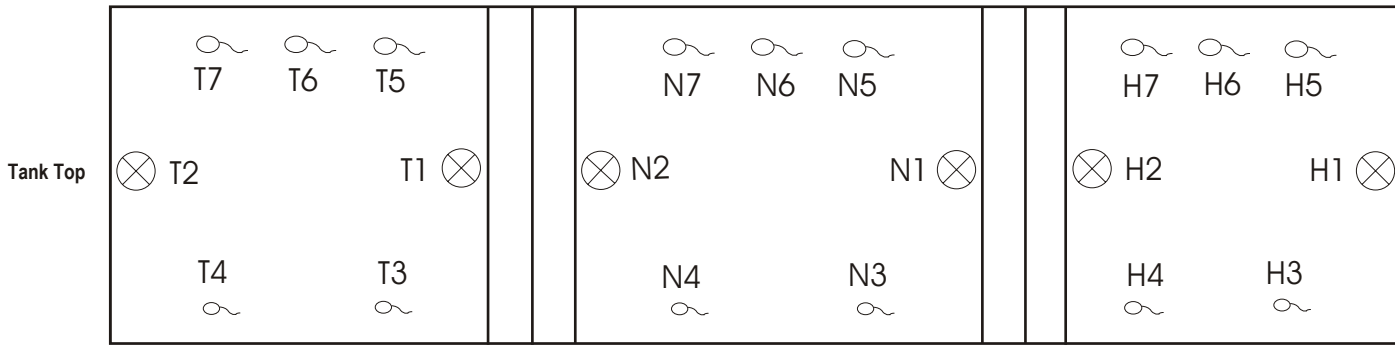 T7 T6 T5 N7 N6 N5 H7 H6 H5
Tank Top T2 T1 N2 N1 H2 H1
T4 T3 N4 N3 H4 H3